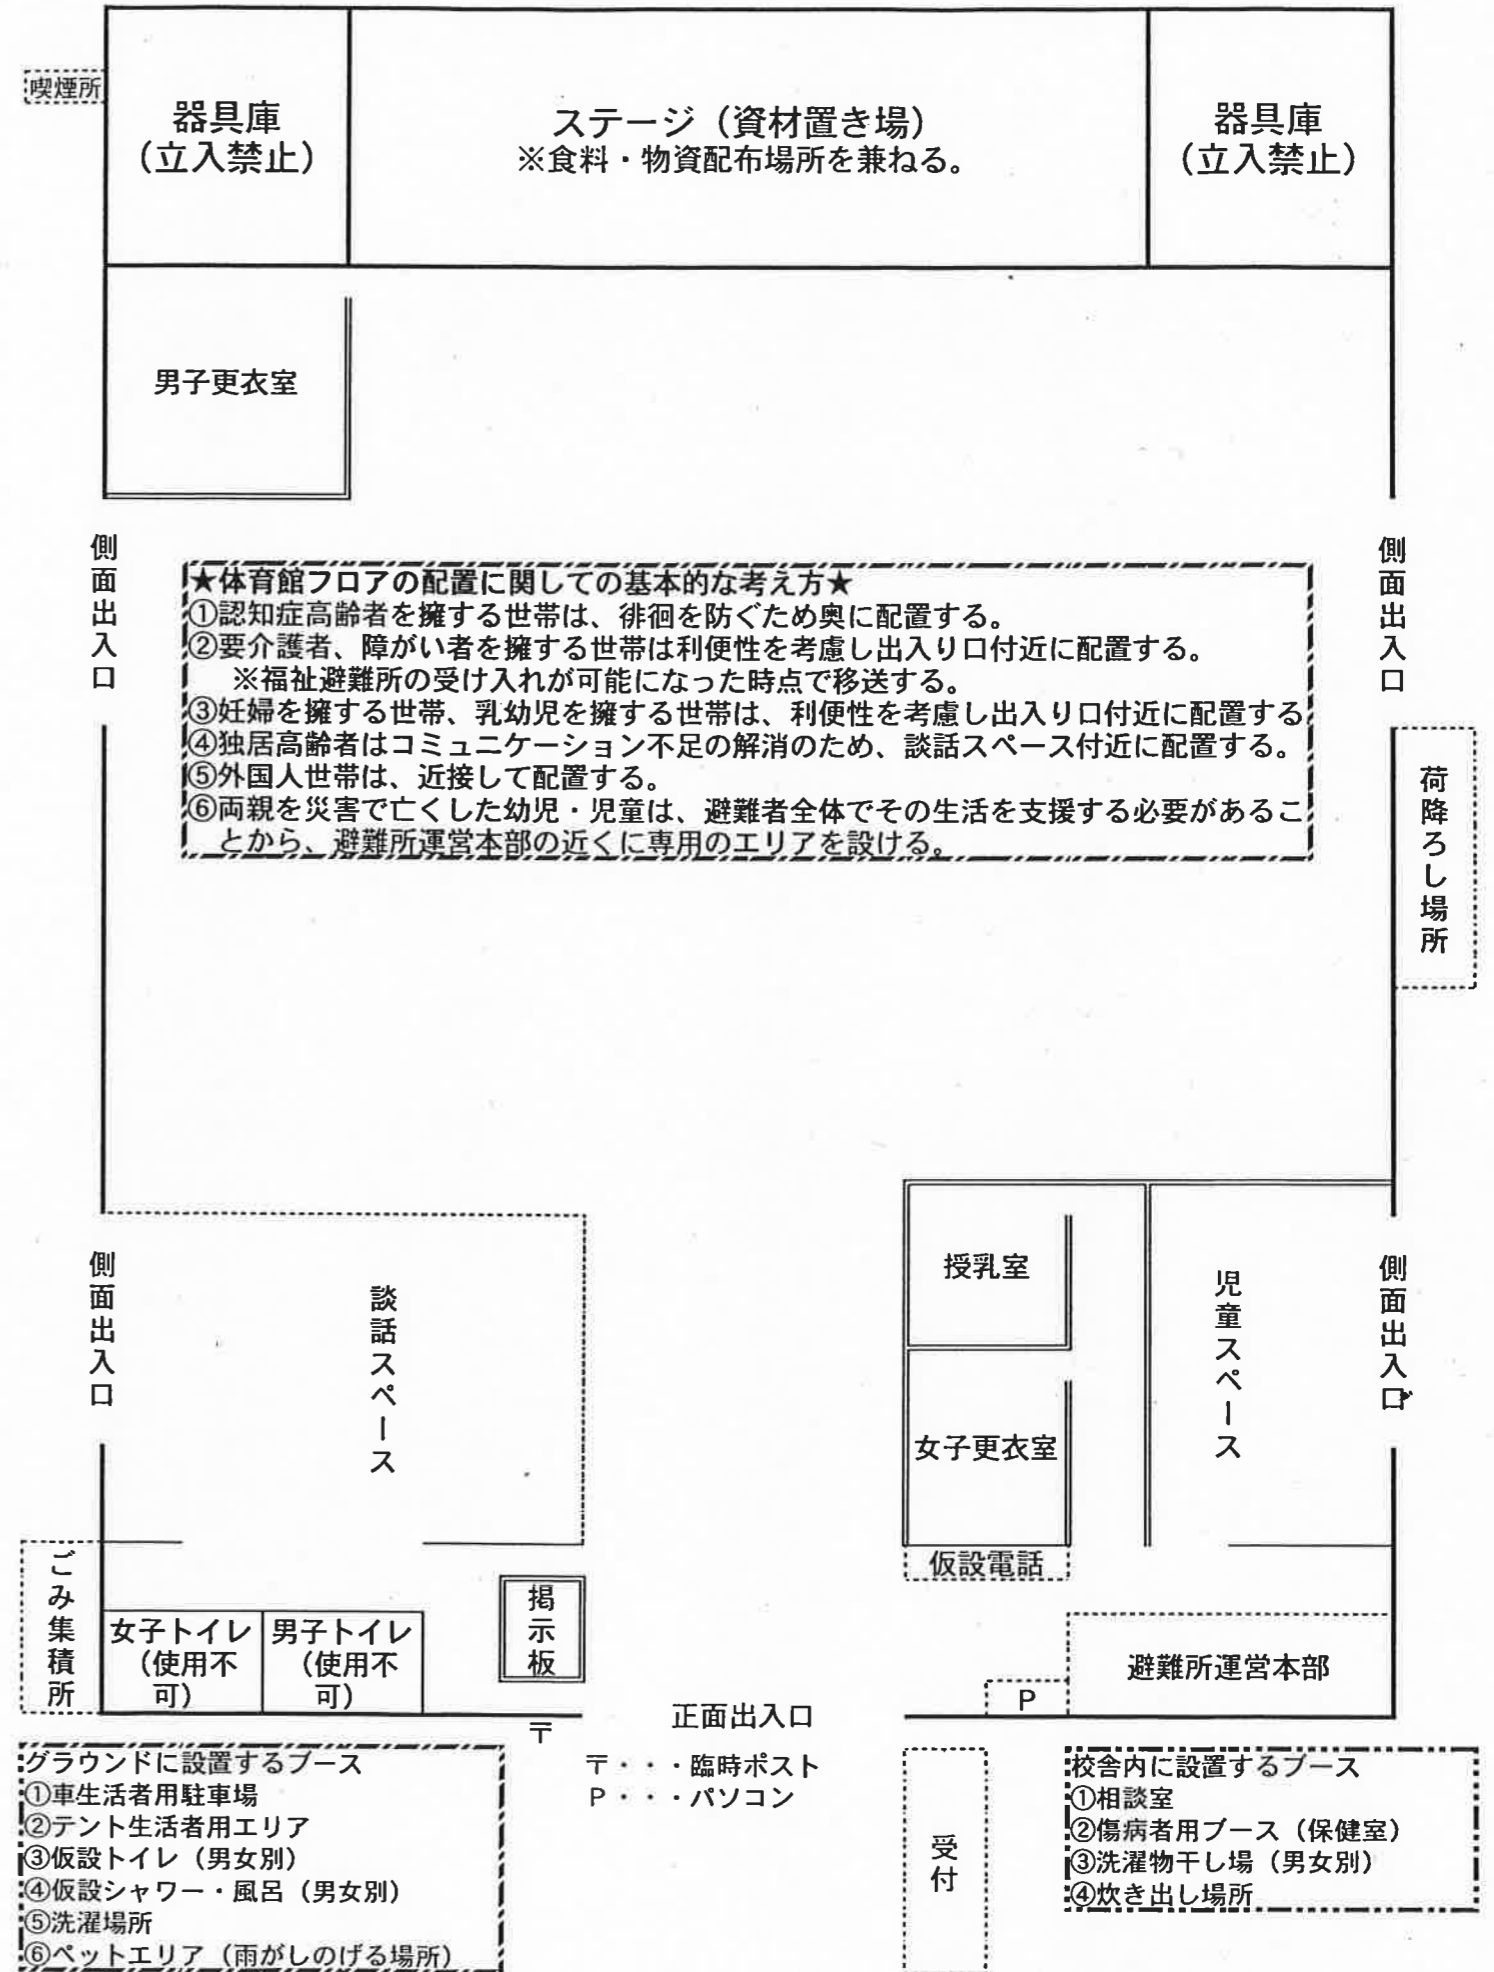 喫煙所
器具庫
（立入禁止）
ステージ（資材置き場）
※食料・物資配布場所を兼ねる。
器具庫
（立入禁止）
男子更衣室
側面出入口
側面出入口
★体育館フロアの配置に関しての基本的な考え方★
①認知症高齢者を擁する世帯は、徘徊を防ぐため奥に配置する。
②要介護者、障がい者を擁する世帯は利便性を考慮し出入り口付近に配置する。
※福祉避難所の受け入れが可能になった時点で移送する。
③妊婦を擁する世帯、乳幼児を擁する世帯は、利便性を考慮し出入り口付近に配置する
④独居高齢者はコミュニケーション不足の解消のため、談話スペース付近に配置する。
⑤外国人世帯は、近接して配置する。
⑥両親を災害で亡くした幼児・児童は、避難者全体でその生活を支援する必要があるこ
とから、避難所運営本部の近くに専用のエリアを設ける。
荷降ろし場所
側面出入口
談話スペース
授乳室
児童スペース
側面出入口
女子更衣室
仮設電話
ごみ集積所
女子トイレ
（使用不
可）
男子トイレ
（使用不
可）
掲示板
避難所運営本部
P
〒
正面出入口
〒・・・臨時ポスト
P・・・パソコン
グラウンドに設置するブース
①車生活者用駐車場
②テント生活者用エリア
③仮設トイレ（男女別）
④仮設シャワー・風呂（男女別）
⑤洗濯場所
⑥ペットエリア（雨がしのげる場所）
受付
校舎内に設置するブース
①相談室
②傷病者用ブース（保健室）
③洗濯物干し場（男女別）
④炊き出し場所